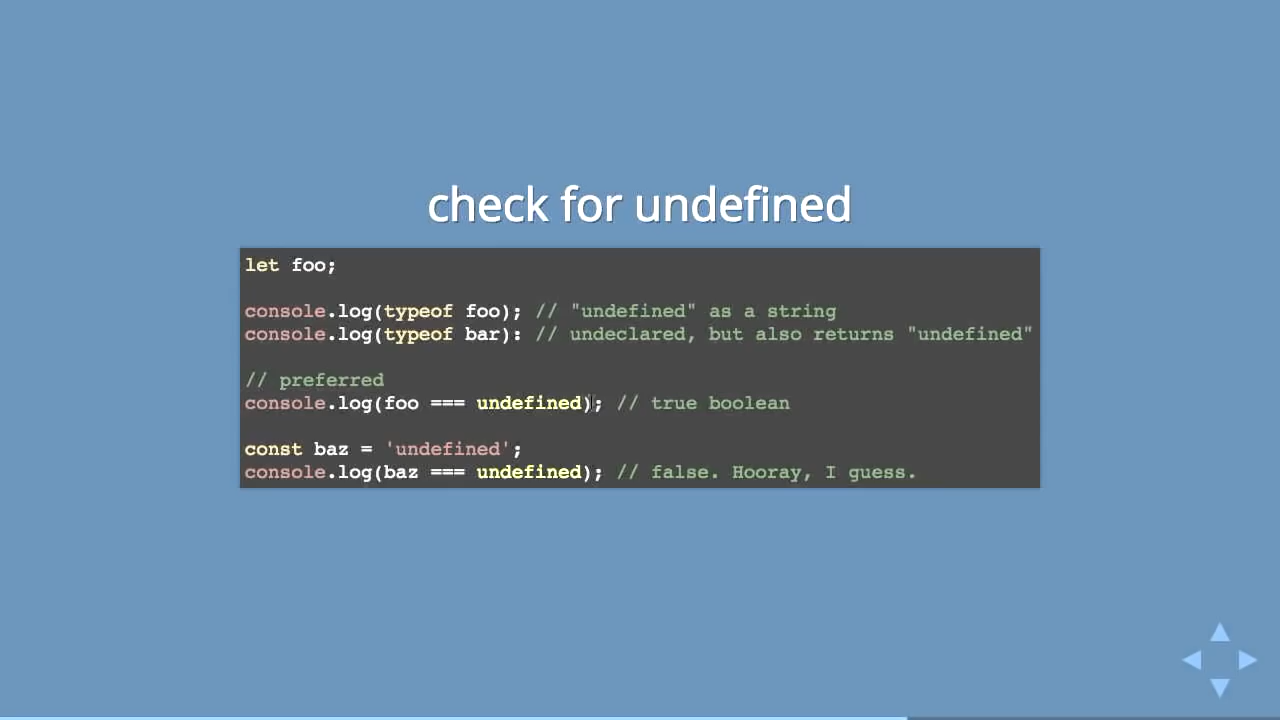 check for undefined
let foo;
console.log(typeof foo); // "undefined" as a string
console.log(typeof bar): // undeclared, but also returns "undefined"
// preferred
console.log(foo === undefined); // true boolean
const baz = 'undefined';
console.log(baz === undefined); // false. Hooray, I guess.